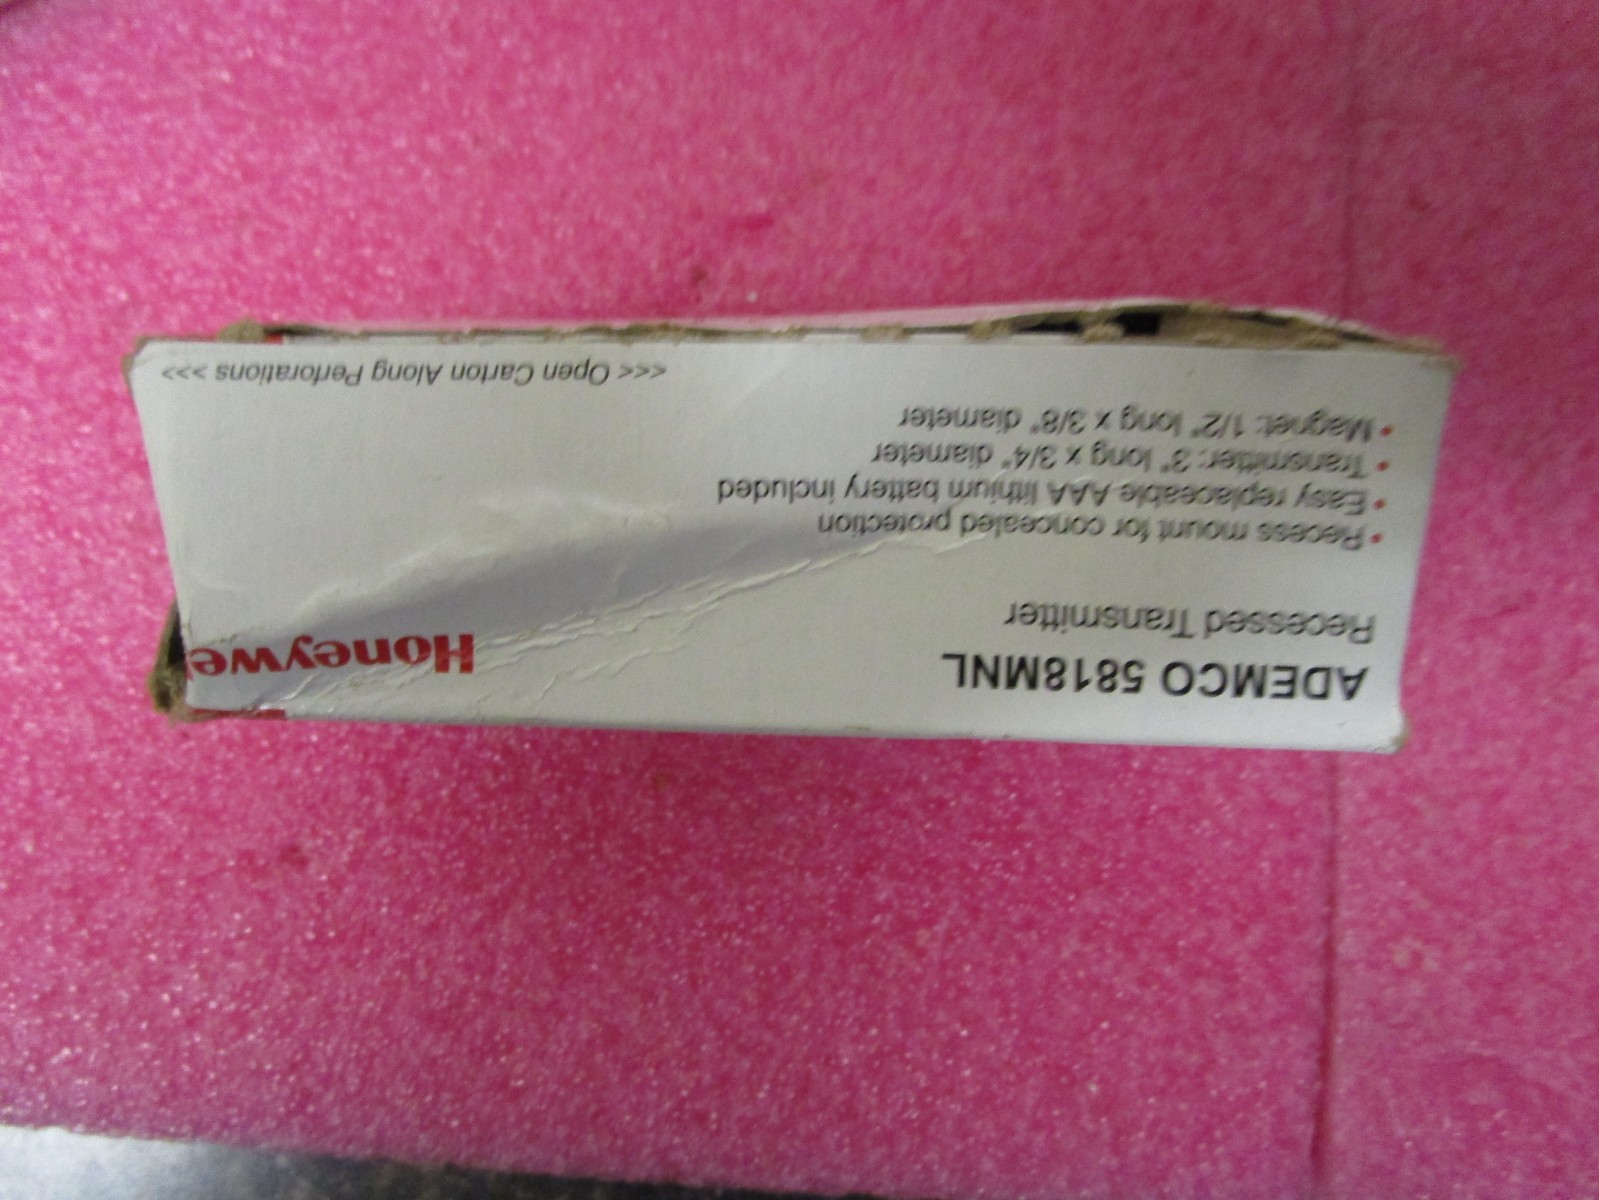 ADEMCO 5818MNL
Honeywe
Recessed Transmitter
• Recess mount for concealed protection
• Easy replaceable AAA lithium battery included
• Transmitter: 3" long x 3/4" diameter
• Magnet: 1/2" long x 3/8" diameter
<<< Open Carton Along Perforations >>>